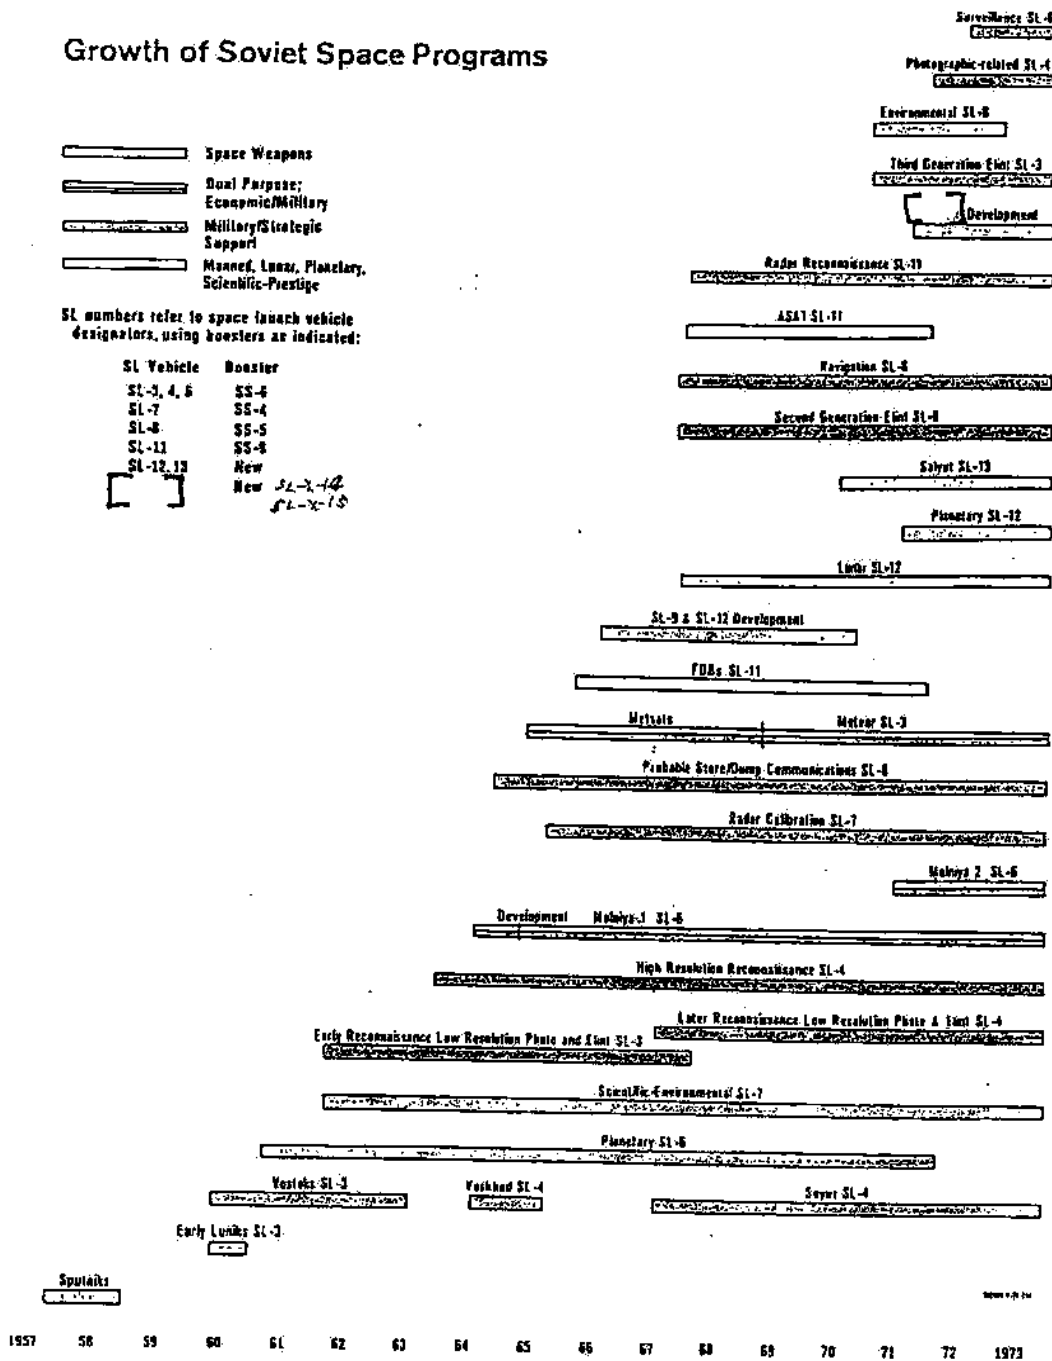 Growth of Soviet Space Programs
Space Weapons
Dual Purpose;
Economic/Military
Military/Strategic
Support
Manned, Lunar, Planetary,
Scientific-Prestige
SL numbers refer to space launch vehicle
designators, using boosters as indicated:
SL Vehicle Booster
SL-3, 4, 6 SS-6
SL-7 SS-4
SL-8 SS-5
SL-11 SS-9
SL-12, 13 New
New SL-X-14
SL-X-15
Surveillance
Photographic-related
Environmental SL-8
Third Generation Elint SL-3
Development
Radar Reconnaissance SL-11
ASAT SL-11
Navigation SL-8
Second Generation Elint SL-8
Salyut SL-13
Planetary SL-12
Lunar SL-12
SL-9 & SL-12 Development
FOBs SL-11
Metsats Meteor SL-3
Probable Store/Dump Communications SL-8
Radar Calibration SL-7
Molniya 2 SL-6
Development Molniya-1 SL-6
High Resolution Reconnaissance SL-4
Later Reconnaissance Low Resolution Photo & Elint SL-4
Early Reconnaissance Low Resolution Photo and Elint SL-3
Scientific-Environmental SL-7
Planetary SL-6
Vostoks SL-3 Voskhod SL-4 Soyuz SL-4
Early Luniks SL-3
Sputniks
1957 58 59 60 61 62 63 64 65 66 67 68 69 70 71 72 1973